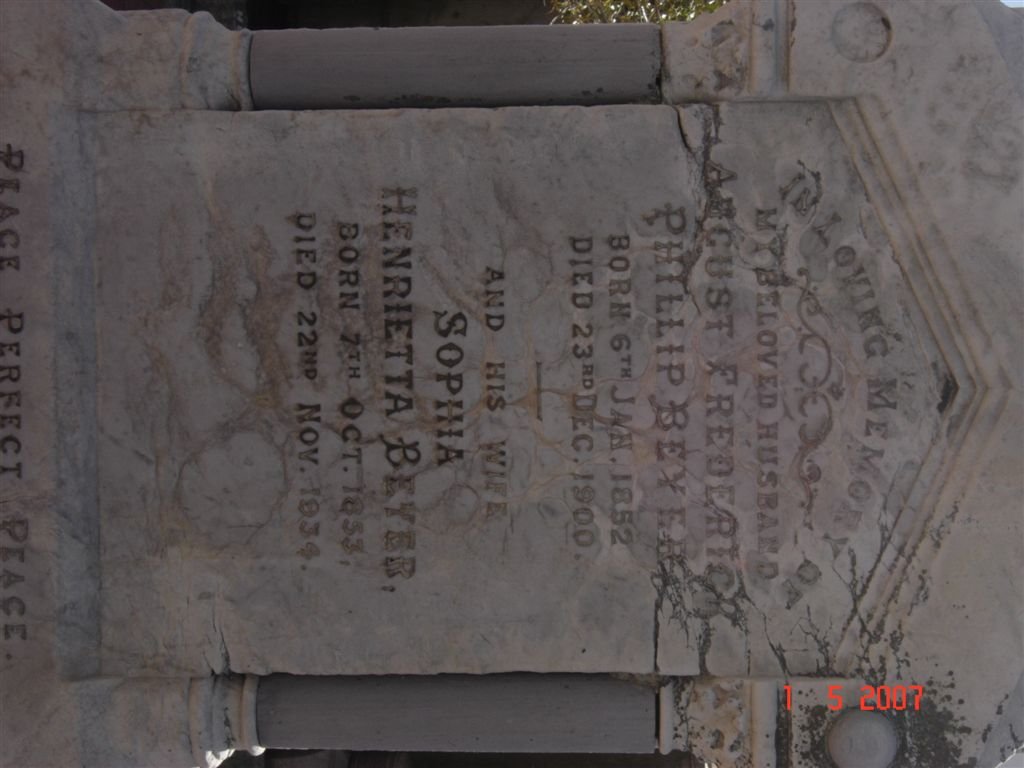 IN LOVING MEMORY OF
MY BELOVED HUSBAND
AUGUST FREDERIC
PHILLIP BEYER
BORN 6TH JAN. 1852
DIED 23RD DEC. 1900.
AND HIS WIFE
SOPHIA
HENRIETTA BEYER,
BORN 7TH OCT. 1853,
DIED 22ND NOV. 1934.
PEACE PERFECT PEACE.
1 5 2007